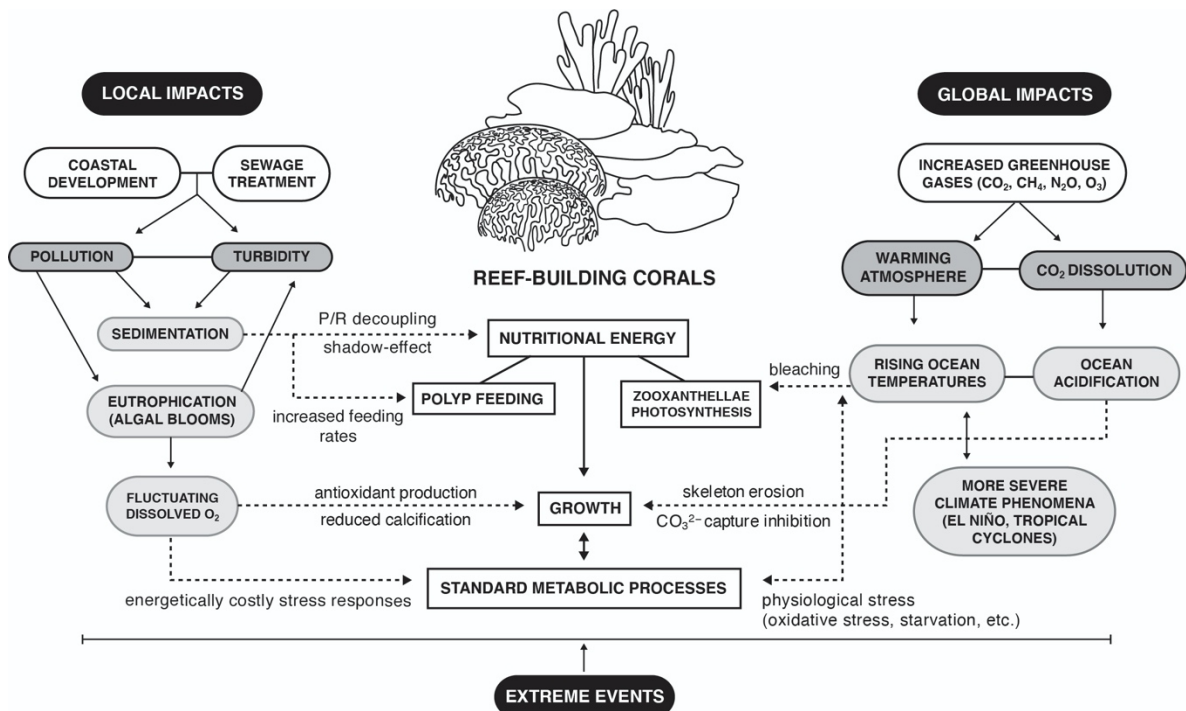 LOCAL IMPACTS
COASTAL
DEVELOPMENT
SEWAGE
TREATMENT
POLLUTION
TURBIDITY
SEDIMENTATION
EUTROPHICATION
(ALGAL BLOOMS)
FLUCTUATING
DISSOLVED O₂
REEF-BUILDING CORALS
P/R decoupling
shadow-effect
increased feeding
rates
NUTRITIONAL ENERGY
POLYP FEEDING
ZOOXANTHELLAE
PHOTOSYNTHESIS
bleaching
antioxidant production
reduced calcification
GROWTH
skeleton erosion
CO₃²⁻ capture inhibition
energetically costly stress responses
STANDARD METABOLIC PROCESSES
physiological stress
(oxidative stress, starvation, etc.)
GLOBAL IMPACTS
INCREASED GREENHOUSE
GASES (CO₂, CH₄, N₂O, O₃)
WARMING
ATMOSPHERE
CO₂ DISSOLUTION
RISING OCEAN
TEMPERATURES
OCEAN
ACIDIFICATION
MORE SEVERE
CLIMATE PHENOMENA
(EL NIÑO, TROPICAL
CYCLONES)
EXTREME EVENTS